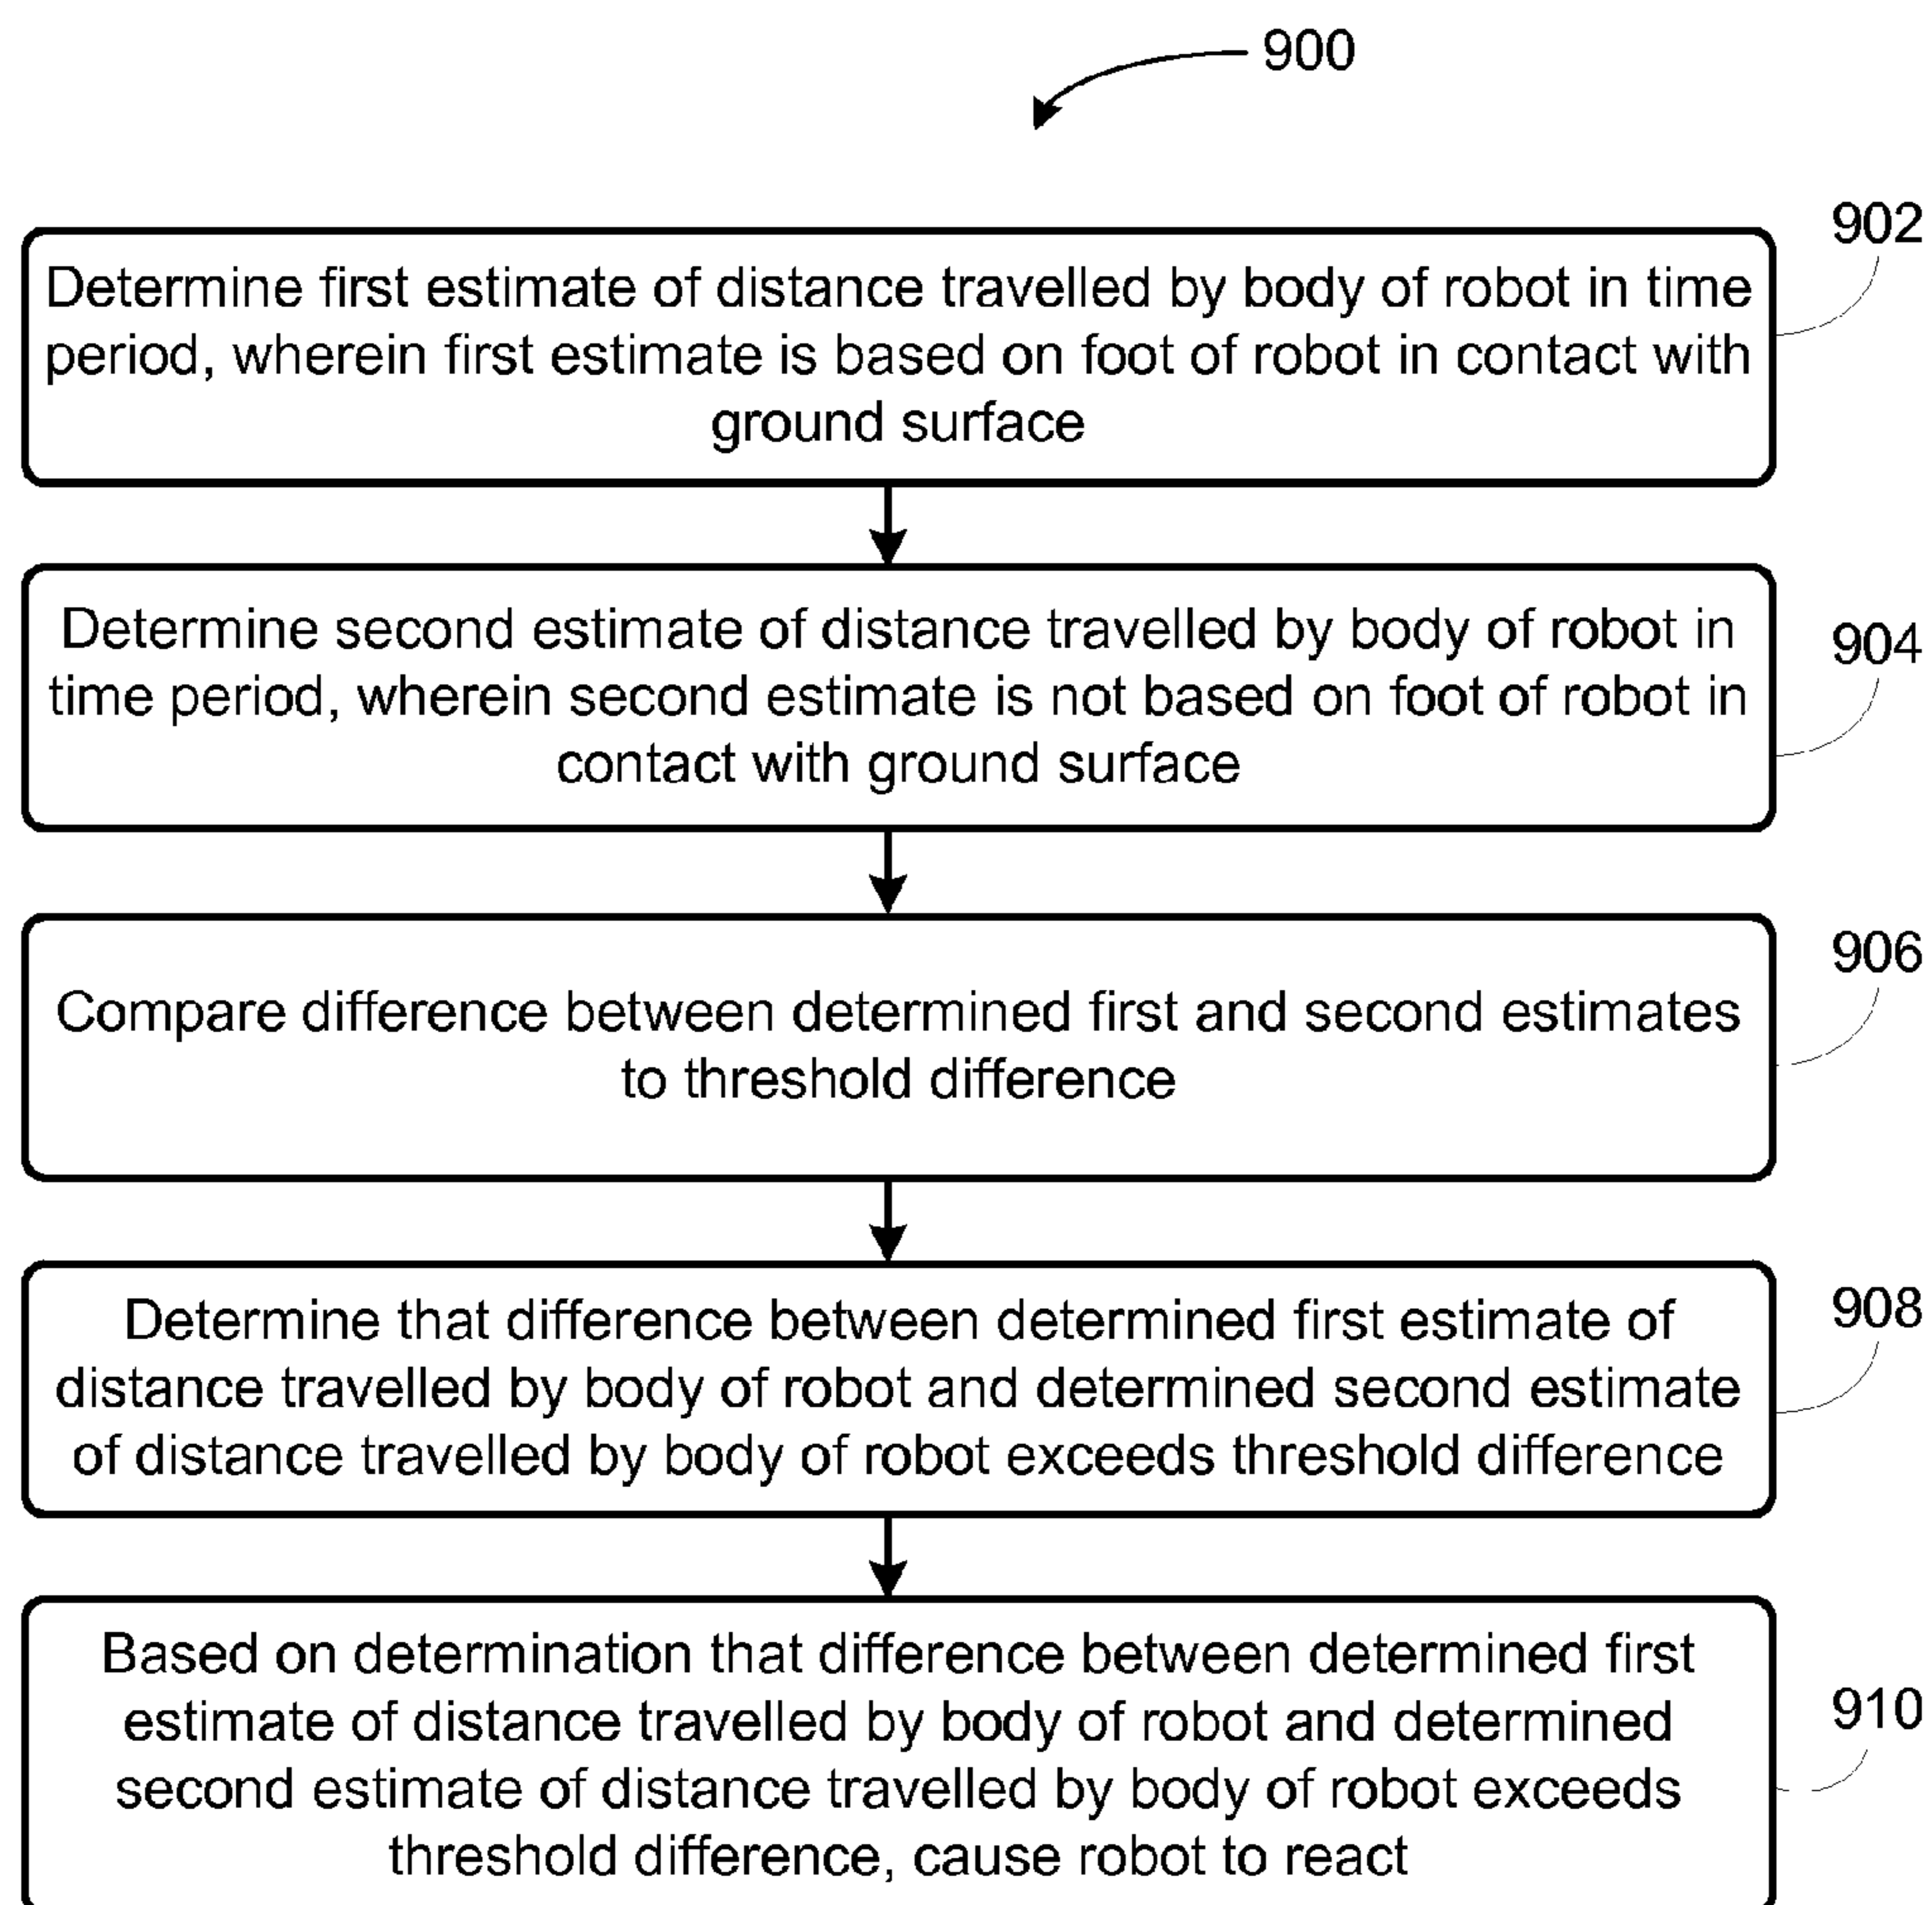 900
902
Determine first estimate of distance travelled by body of robot in time
period, wherein first estimate is based on foot of robot in contact with
ground surface
904
Determine second estimate of distance travelled by body of robot in
time period, wherein second estimate is not based on foot of robot in
contact with ground surface
906
Compare difference between determined first and second estimates
to threshold difference
908
Determine that difference between determined first estimate of
distance travelled by body of robot and determined second estimate
of distance travelled by body of robot exceeds threshold difference
910
Based on determination that difference between determined first
estimate of distance travelled by body of robot and determined
second estimate of distance travelled by body of robot exceeds
threshold difference, cause robot to react